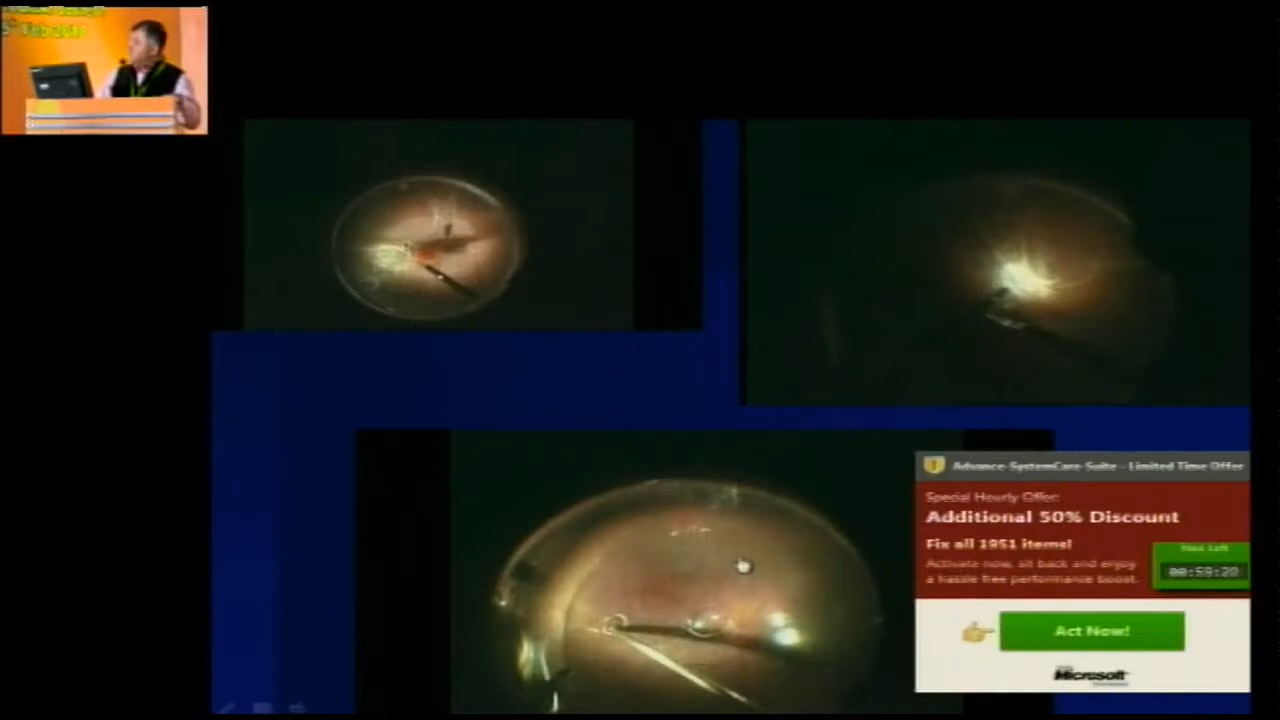 Advance-SystemCare-Suite - Limited Time Offer
Special Hourly Offer:
Additional 50% Discount
Fix all 1951 items!
Activate now, sit back and enjoy
a hassle free performance boost.
Time Left
00:59:20
Act Now!
Microsoft